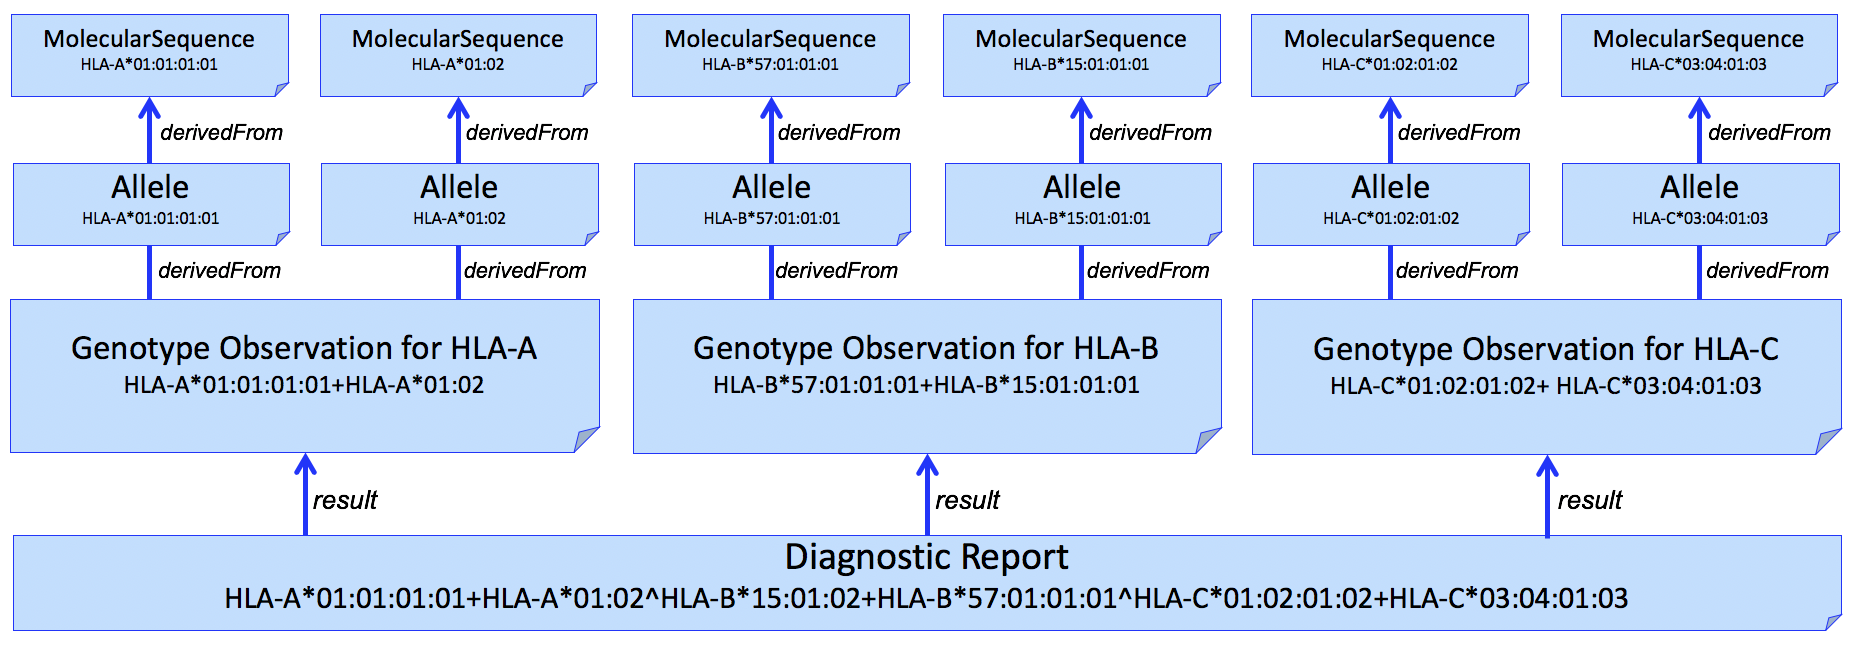 MolecularSequence
HLA-A*01:01:01:01
MolecularSequence
HLA-A*01:02
MolecularSequence
HLA-B*57:01:01:01
MolecularSequence
HLA-B*15:01:01:01
MolecularSequence
HLA-C*01:02:01:02
MolecularSequence
HLA-C*03:04:01:03
derivedFrom
derivedFrom
derivedFrom
derivedFrom
derivedFrom
derivedFrom
Allele
HLA-A*01:01:01:01
Allele
HLA-A*01:02
Allele
HLA-B*57:01:01:01
Allele
HLA-B*15:01:01:01
Allele
HLA-C*01:02:01:02
Allele
HLA-C*03:04:01:03
derivedFrom
derivedFrom
derivedFrom
derivedFrom
derivedFrom
derivedFrom
Genotype Observation for HLA-A
HLA-A*01:01:01:01+HLA-A*01:02
Genotype Observation for HLA-B
HLA-B*57:01:01:01+HLA-B*15:01:01:01
Genotype Observation for HLA-C
HLA-C*01:02:01:02+ HLA-C*03:04:01:03
result
result
result
Diagnostic Report
HLA-A*01:01:01:01+HLA-A*01:02^HLA-B*15:01:02+HLA-B*57:01:01:01^HLA-C*01:02:01:02+HLA-C*03:04:01:03